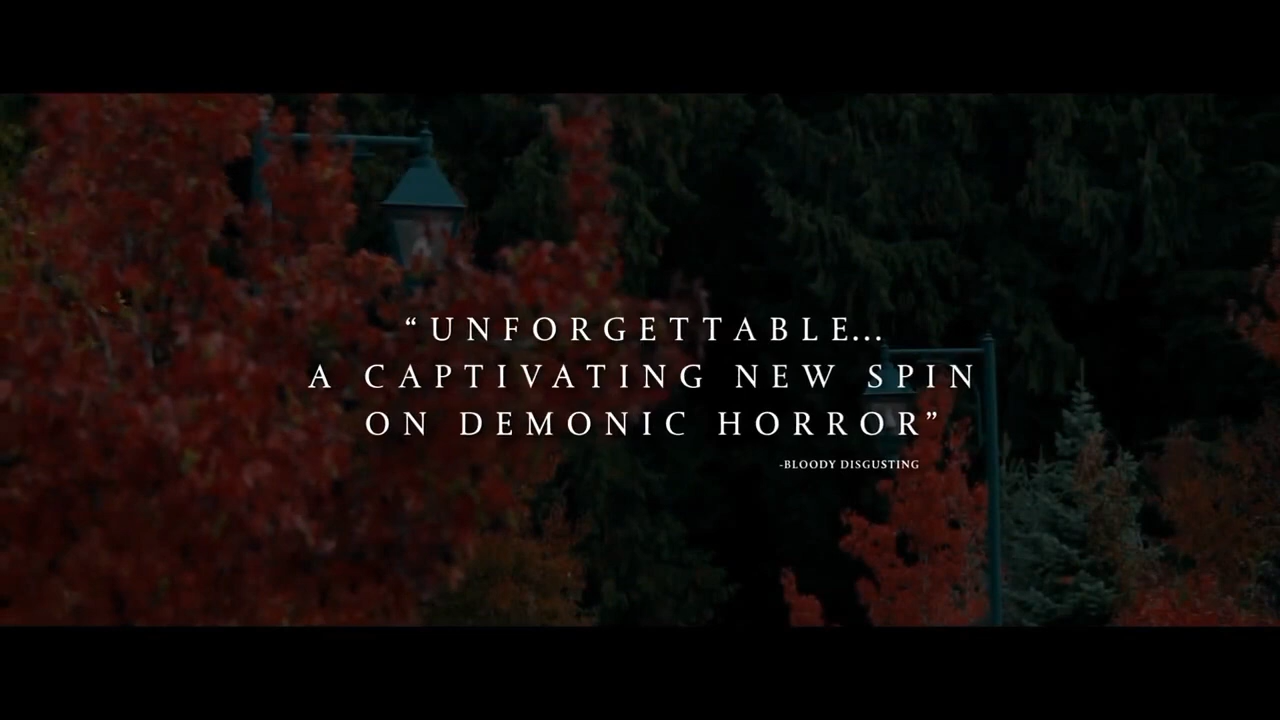 “UNFORGETTABLE...
A CAPTIVATING NEW SPIN
ON DEMONIC HORROR”
-BLOODY DISGUSTING